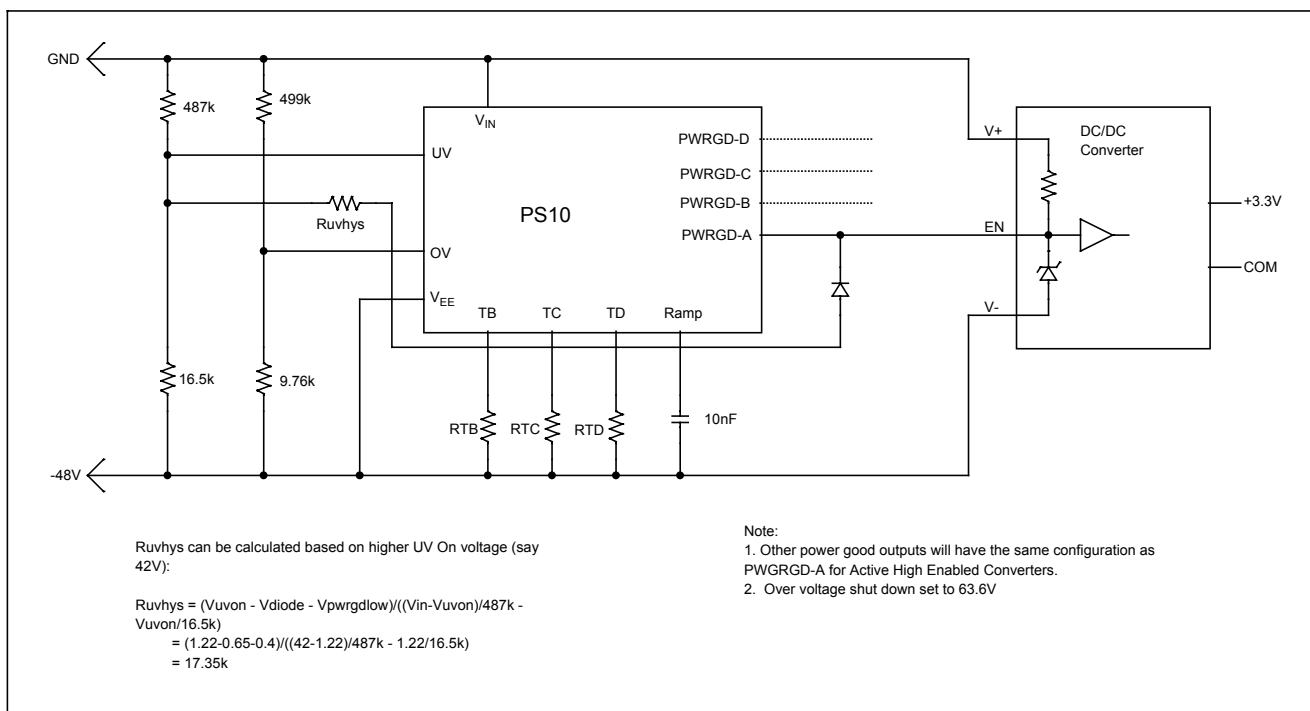 GND
487k
499k
V+
DC/DC
Converter
VIN
PWRGD-D
UV
PWRGD-C
PS10
PWRGD-B
+3.3V
Ruvhys
PWRGD-A
EN
OV
COM
VEE
TB
TC
TD
Ramp
V-
16.5k
9.76k
10nF
RTB
RTC
RTD
-48V
Ruvhys can be calculated based on higher UV On voltage (say
42V):
Ruvhys = (Vuvon - Vdiode - Vpwrgdlow)/((Vin-Vuvon)/487k -
Vuvon/16.5k)
= (1.22-0.65-0.4)/((42-1.22)/487k - 1.22/16.5k)
= 17.35k
Note:
1. Other power good outputs will have the same configuration as
PWGRGD-A for Active High Enabled Converters.
2. Over voltage shut down set to 63.6V